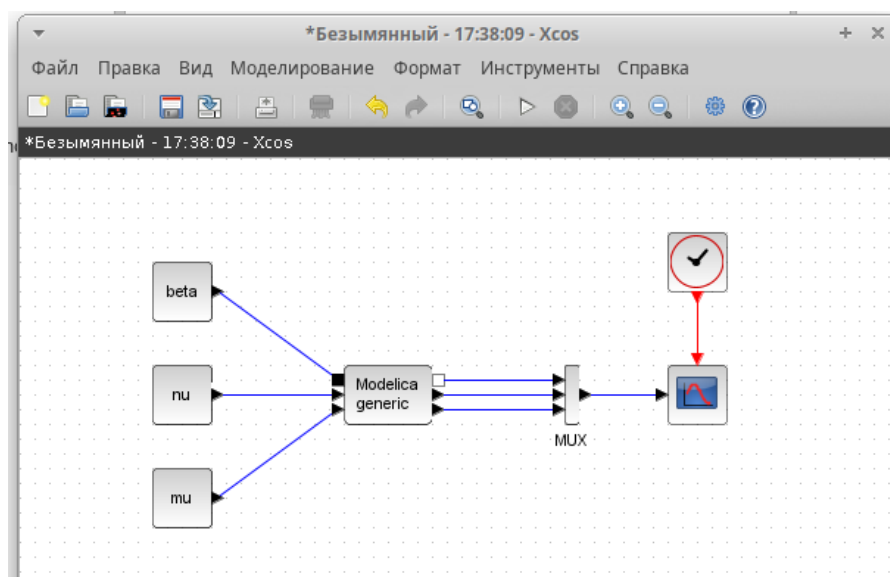 *Безымянный - 17:38:09 - Xcos
Файл Правка Вид Моделирование Формат Инструменты Справка
*Безымянный - 17:38:09 - Xcos
beta
nu
Modelica
generic
MUX
mu